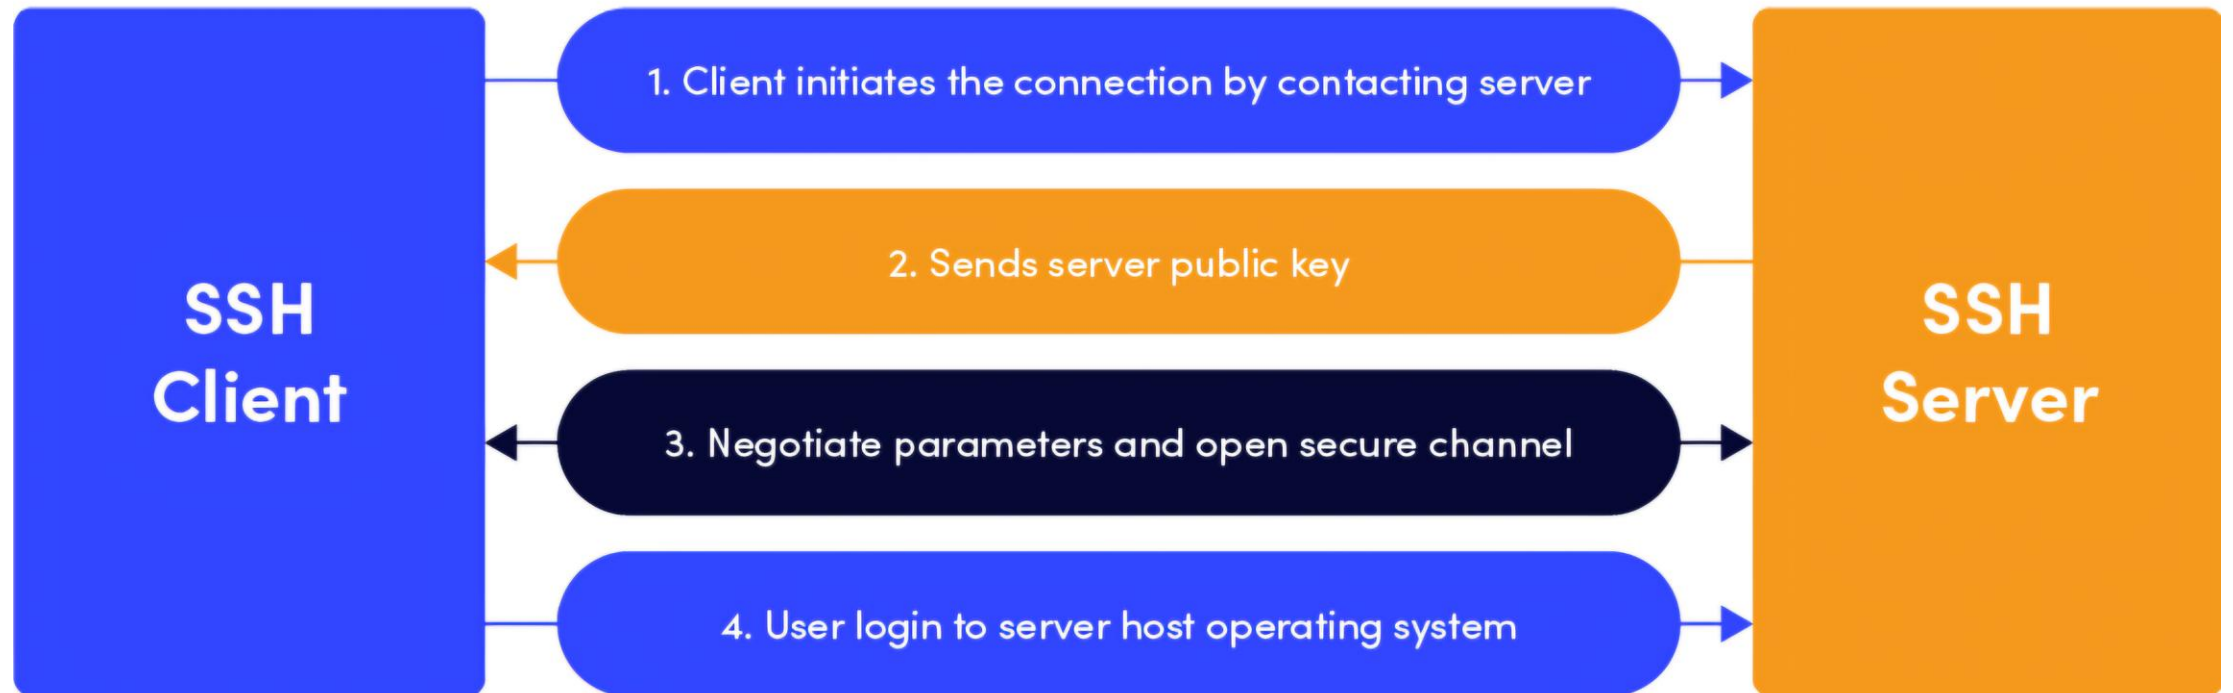 SSH
Client
1. Client initiates the connection by contacting server
2. Sends server public key
3. Negotiate parameters and open secure channel
4. User login to server host operating system
SSH
Server